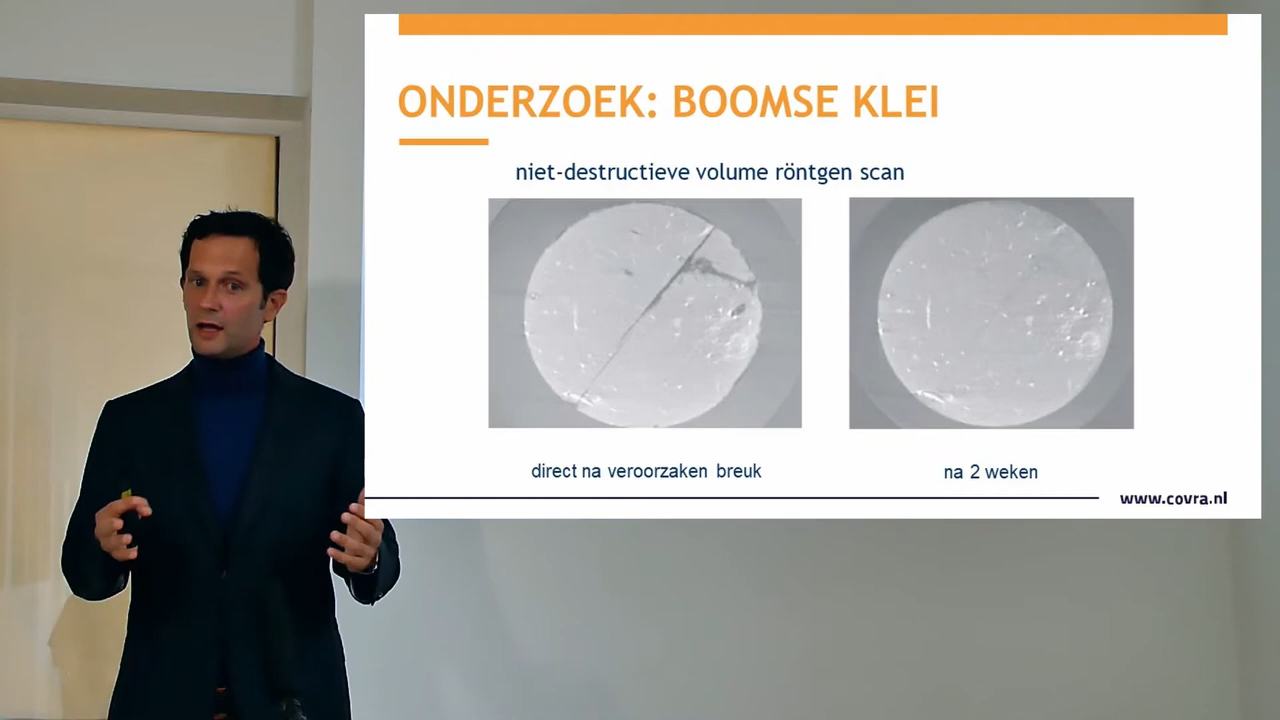 ONDERZOEK: BOOMSE KLEI
niet-destructieve volume röntgen scan
direct na veroorzaken breuk
na 2 weken
www.covra.nl